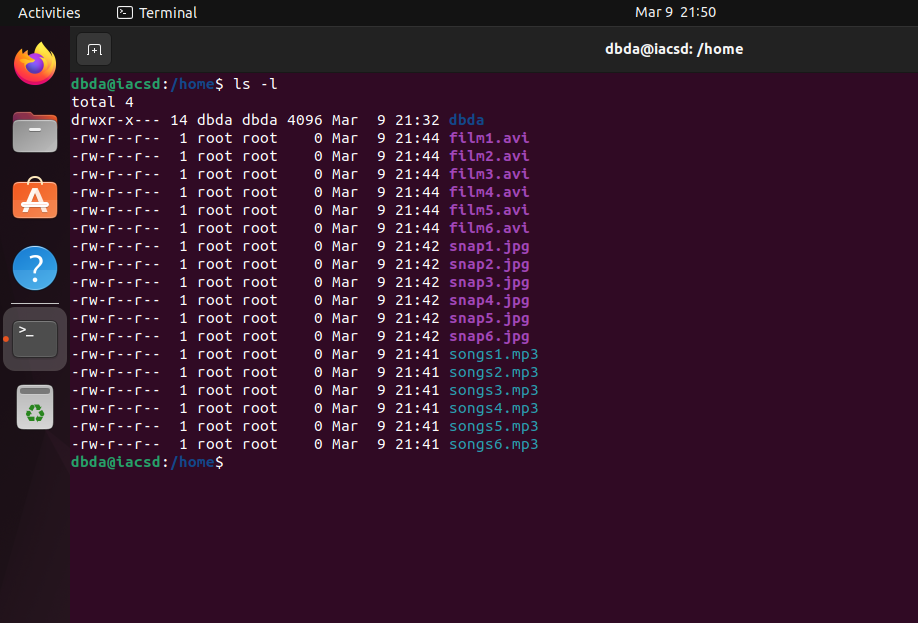 Activities Terminal Mar 9 21:50
dbda@iacsd: /home
dbda@iacsd:/home$ ls -l
total 4
drwxr-x--- 14 dbda dbda 4096 Mar  9 21:32 dbda
-rw-r--r--  1 root root    0 Mar  9 21:44 film1.avi
-rw-r--r--  1 root root    0 Mar  9 21:44 film2.avi
-rw-r--r--  1 root root    0 Mar  9 21:44 film3.avi
-rw-r--r--  1 root root    0 Mar  9 21:44 film4.avi
-rw-r--r--  1 root root    0 Mar  9 21:44 film5.avi
-rw-r--r--  1 root root    0 Mar  9 21:44 film6.avi
-rw-r--r--  1 root root    0 Mar  9 21:42 snap1.jpg
-rw-r--r--  1 root root    0 Mar  9 21:42 snap2.jpg
-rw-r--r--  1 root root    0 Mar  9 21:42 snap3.jpg
-rw-r--r--  1 root root    0 Mar  9 21:42 snap4.jpg
-rw-r--r--  1 root root    0 Mar  9 21:42 snap5.jpg
-rw-r--r--  1 root root    0 Mar  9 21:42 snap6.jpg
-rw-r--r--  1 root root    0 Mar  9 21:41 songs1.mp3
-rw-r--r--  1 root root    0 Mar  9 21:41 songs2.mp3
-rw-r--r--  1 root root    0 Mar  9 21:41 songs3.mp3
-rw-r--r--  1 root root    0 Mar  9 21:41 songs4.mp3
-rw-r--r--  1 root root    0 Mar  9 21:41 songs5.mp3
-rw-r--r--  1 root root    0 Mar  9 21:41 songs6.mp3
dbda@iacsd:/home$